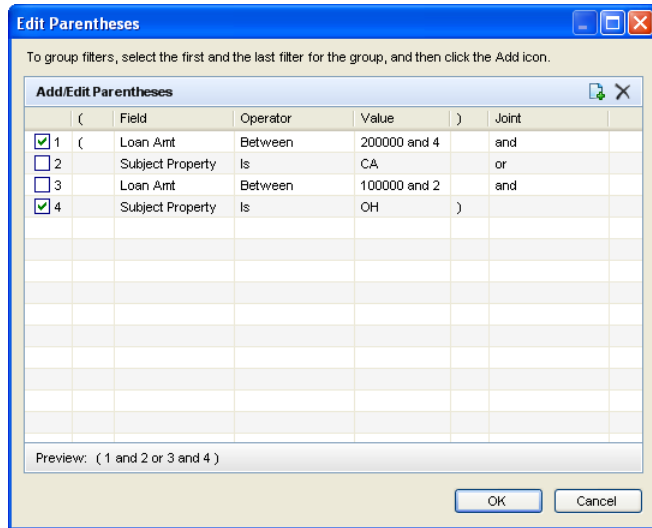 Edit Parentheses
To group filters, select the first and the last filter for the group, and then click the Add icon.
Add/Edit Parentheses
( Field Operator Value ) Joint
1 ( Loan Amt Between 200000 and 4 and
2 Subject Property Is CA or
3 Loan Amt Between 100000 and 2 and
4 Subject Property Is OH )
Preview: ( 1 and 2 or 3 and 4 )
OK Cancel